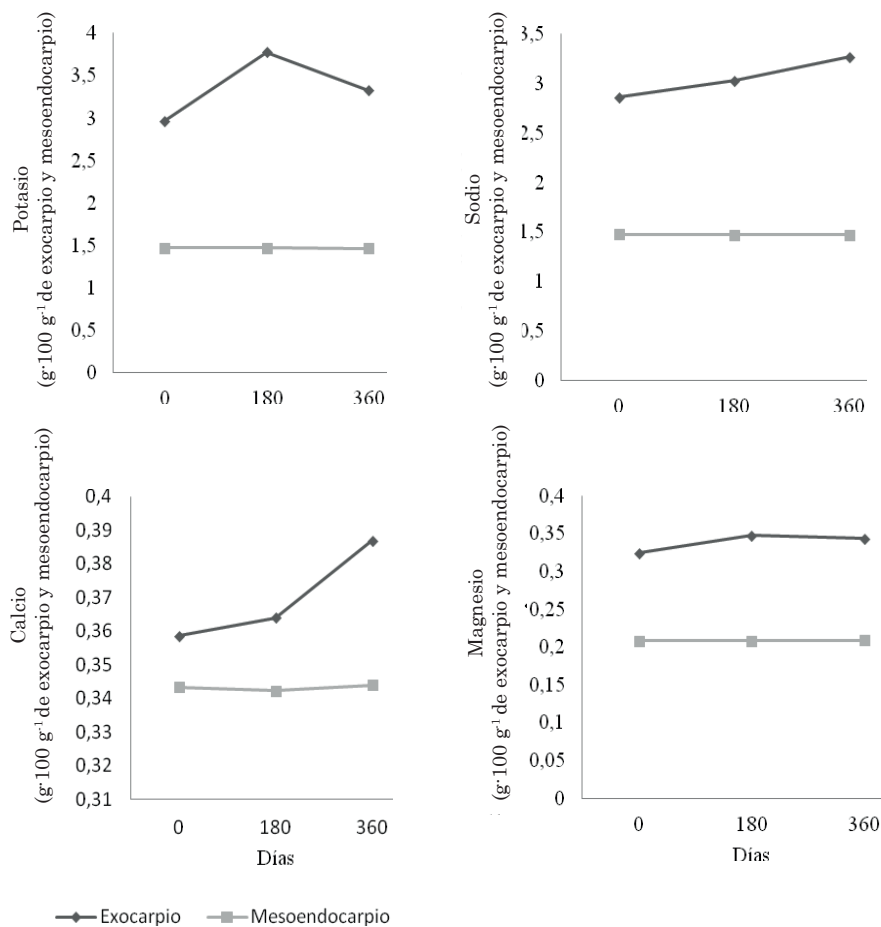 Potasio
(g·100 g⁻¹ de exocarpio y mesoendocarpio)
4
3,5
3
2,5
2
1,5
1
0,5
0
0 180 360
Sodio
(g·100 g⁻¹ de exocarpio y mesoendocarpio)
3,5
3
2,5
2
1,5
1
0,5
0
0 180 360
Calcio
(g·100 g⁻¹ de exocarpio y mesoendocarpio)
0,4
0,39
0,38
0,37
0,36
0,35
0,34
0,33
0,32
0,31
0 180 360
Días
Magnesio
(g·100 g⁻¹ de exocarpio y mesoendocarpio)
0,4
0,35
0,3
0,25
0,2
0,15
0,1
0,05
0
0 180 360
Días
Exocarpio Mesoendocarpio